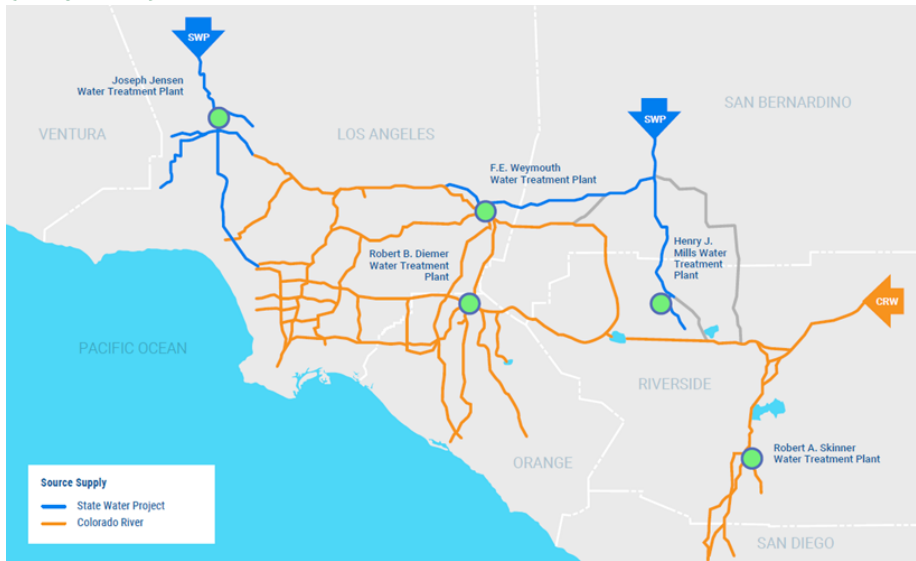 SWP
Joseph Jensen
Water Treatment Plant
VENTURA
LOS ANGELES
SAN BERNARDINO
SWP
F.E. Weymouth
Water Treatment Plant
Robert B. Diemer
Water Treatment
Plant
Henry J.
Mills Water
Treatment
Plant
CRW
PACIFIC OCEAN
RIVERSIDE
ORANGE
Robert A. Skinner
Water Treatment Plant
SAN DIEGO
Source Supply
State Water Project
Colorado River